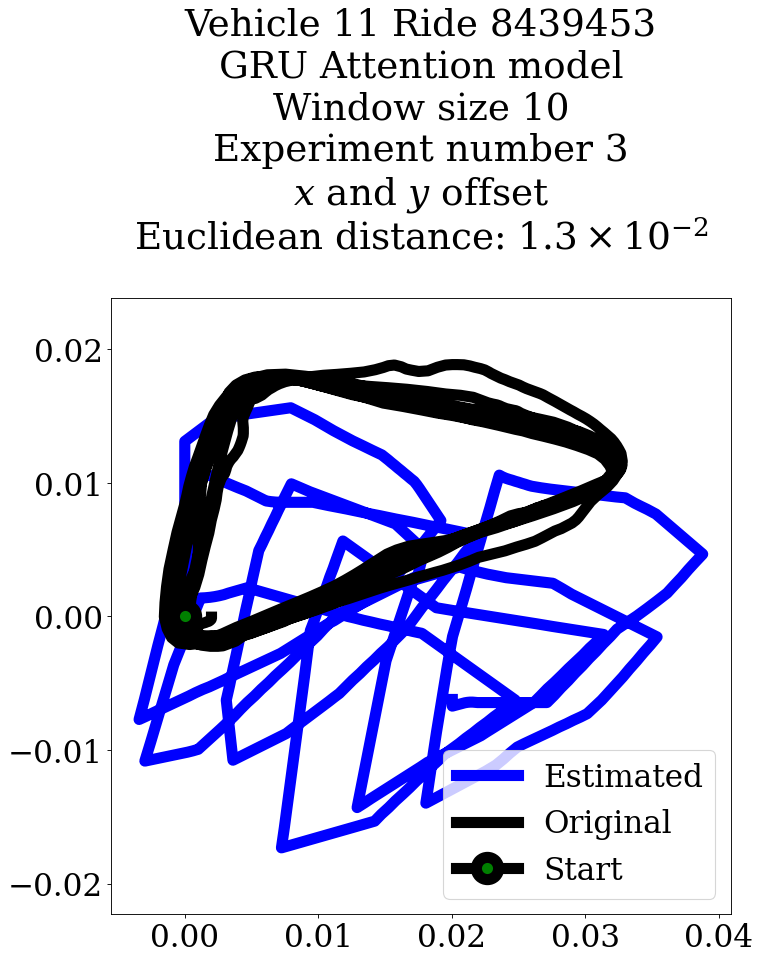 Vehicle 11 Ride 8439453
GRU Attention model
Window size 10
Experiment number 3
x and y offset
Euclidean distance: 1.3 × 10⁻²
0.02
0.01
0.00
−0.01
−0.02
Estimated
Original
Start
0.00 0.01 0.02 0.03 0.04